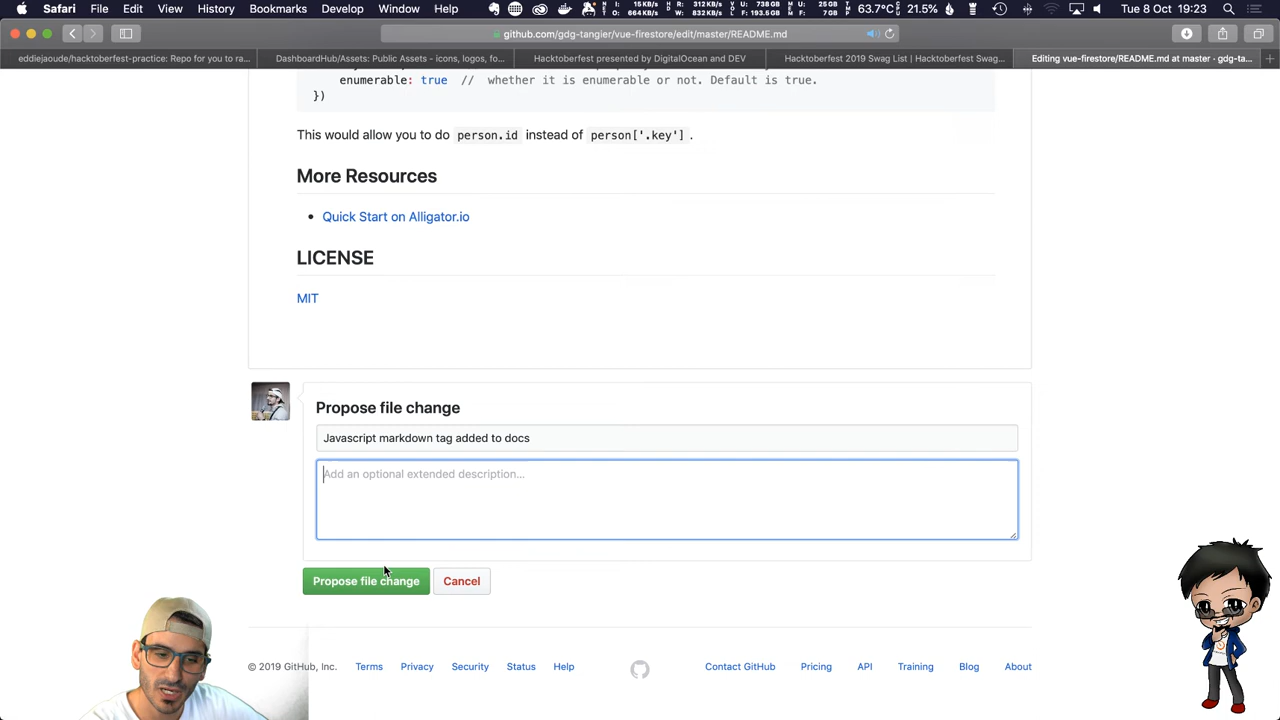 Safari File Edit View History Bookmarks Develop Window Help
63.7°C 21.5% Tue 8 Oct 19:23
github.com/gdg-tangier/vue-firestore/edit/master/README.md
eddiejaoude/hacktoberfest-practice: Repo for you to ra... DashboardHub/Assets: Public Assets - icons, logos, fo... Hacktoberfest presented by DigitalOcean and DEV Hacktoberfest 2019 Swag List | Hacktoberfest Swag... Editing vue-firestore/README.md at master · gdg-ta...
enumerable: true // whether it is enumerable or not. Default is true.
})
This would allow you to do person.id instead of person['.key'] .
More Resources
Quick Start on Alligator.io
LICENSE
MIT
Propose file change
Javascript markdown tag added to docs
Add an optional extended description...
Propose file change Cancel
© 2019 GitHub, Inc. Terms Privacy Security Status Help Contact GitHub Pricing API Training Blog About